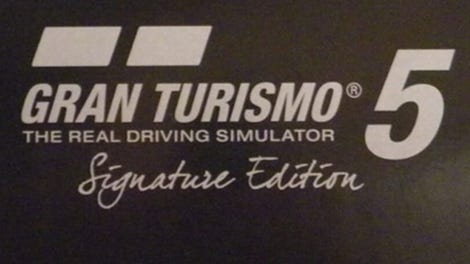 GRAN TURISMO® 5
THE REAL DRIVING SIMULATOR
Signature Edition